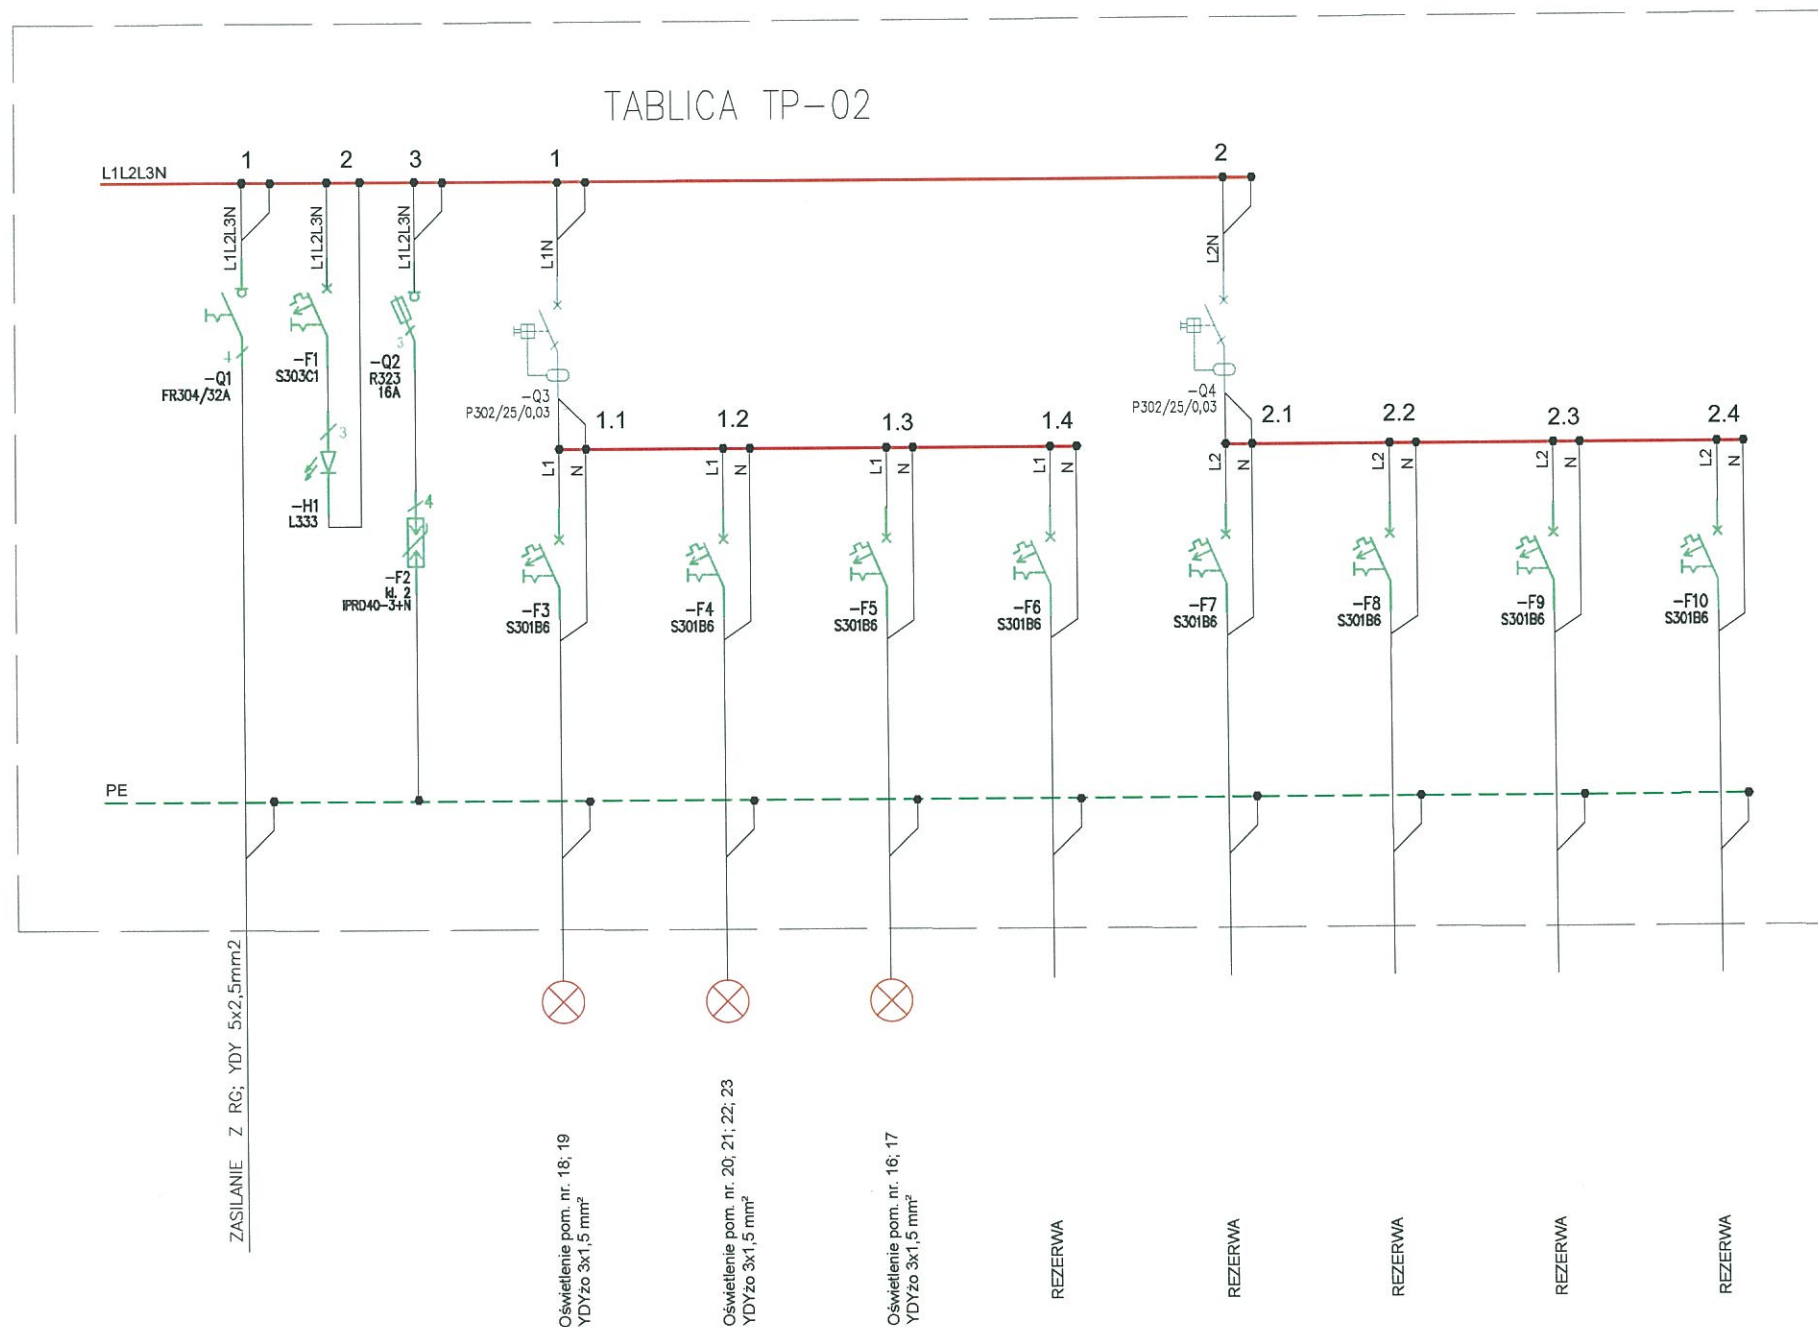 TABLICA TP-02
L1L2L3N
1
2
3
1
2
L1L2L3N
L1L2L3N
L1L2L3N
L1N
L2N
4
-Q1
FR304/32A
-F1
S303C1
3
-H1
L333
3
-Q2
R323
16A
4
-F2
kl. 2
IPRD40-3+N
-Q3
P302/25/0,03
-Q4
P302/25/0,03
1.1
1.2
1.3
1.4
2.1
2.2
2.3
2.4
L1 N
L1 N
L1 N
L1 N
L2 N
L2 N
L2 N
L2 N
-F3
S301B6
-F4
S301B6
-F5
S301B6
-F6
S301B6
-F7
S301B6
-F8
S301B6
-F9
S301B6
-F10
S301B6
PE
ZASILANIE Z RG; YDY 5x2,5mm2
Oświetlenie pom. nr. 18; 19
YDYżo 3x1,5 mm²
Oświetlenie pom. nr. 20; 21; 22; 23
YDYżo 3x1,5 mm²
Oświetlenie pom. nr. 16; 17
YDYżo 3x1,5 mm²
REZERWA
REZERWA
REZERWA
REZERWA
REZERWA